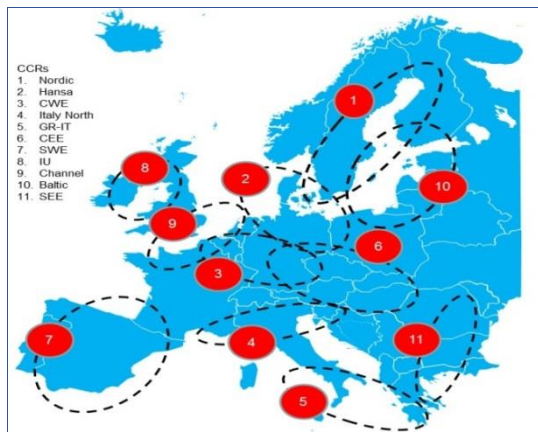 CCRs
1. Nordic
2. Hansa
3. CWE
4. Italy North
5. GR-IT
6. CEE
7. SWE
8. IU
9. Channel
10. Baltic
11. SEE
1
8
2
10
9
6
3
7
4
11
5